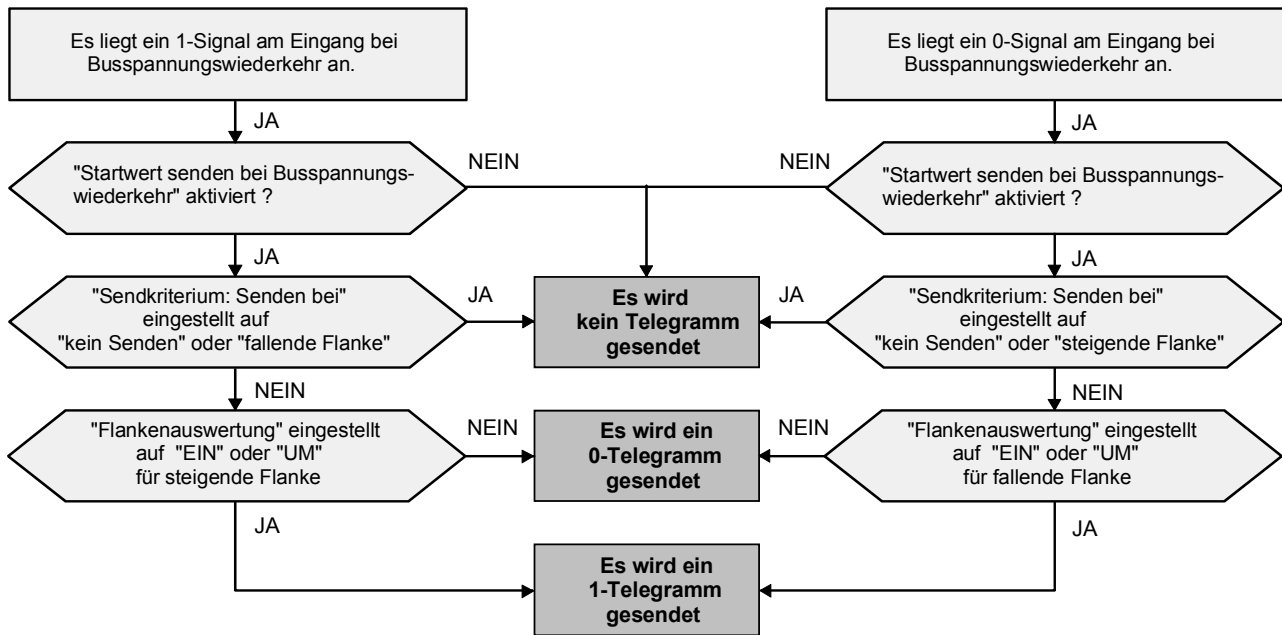 Es liegt ein 1-Signal am Eingang bei
Busspannungswiederkehr an.
JA
"Startwert senden bei Busspannungs-
wiederkehr" aktiviert ?
NEIN
JA
"Sendkriterium: Senden bei"
eingestellt auf
"kein Senden" oder "fallende Flanke"
JA
NEIN
"Flankenauswertung" eingestellt
auf "EIN" oder "UM"
für steigende Flanke
NEIN
JA
Es wird
kein Telegramm
gesendet
Es wird ein
0-Telegramm
gesendet
Es wird ein
1-Telegramm
gesendet
Es liegt ein 0-Signal am Eingang bei
Busspannungswiederkehr an.
JA
NEIN
"Startwert senden bei Busspannungs-
wiederkehr" aktiviert ?
JA
JA
"Sendkriterium: Senden bei"
eingestellt auf
"kein Senden" oder "steigende Flanke"
NEIN
NEIN
"Flankenauswertung" eingestellt
auf "EIN" oder "UM"
für fallende Flanke
JA